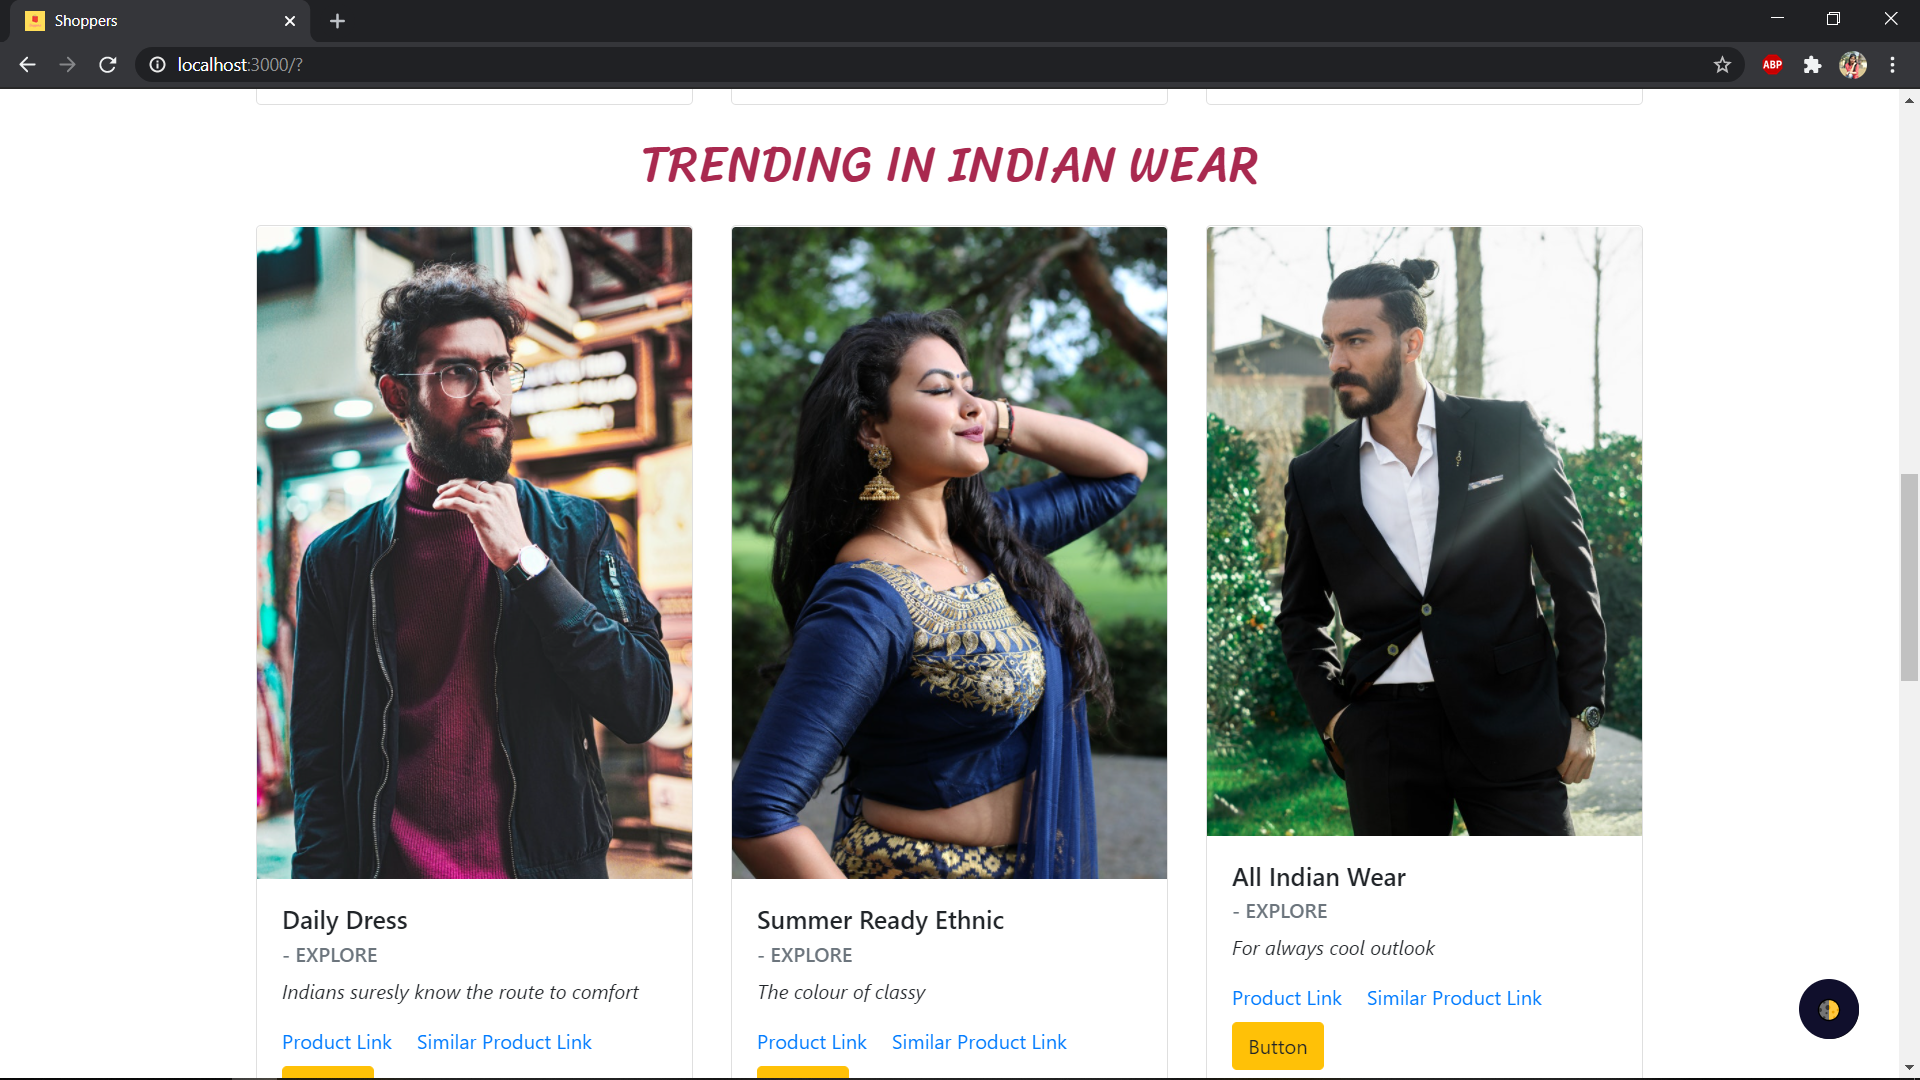 Shoppers
localhost:3000/?
ABP
TRENDING IN INDIAN WEAR
Daily Dress
- EXPLORE
Indians suresly know the route to comfort
Product Link Similar Product Link
Summer Ready Ethnic
- EXPLORE
The colour of classy
Product Link Similar Product Link
All Indian Wear
- EXPLORE
For always cool outlook
Product Link Similar Product Link
Button